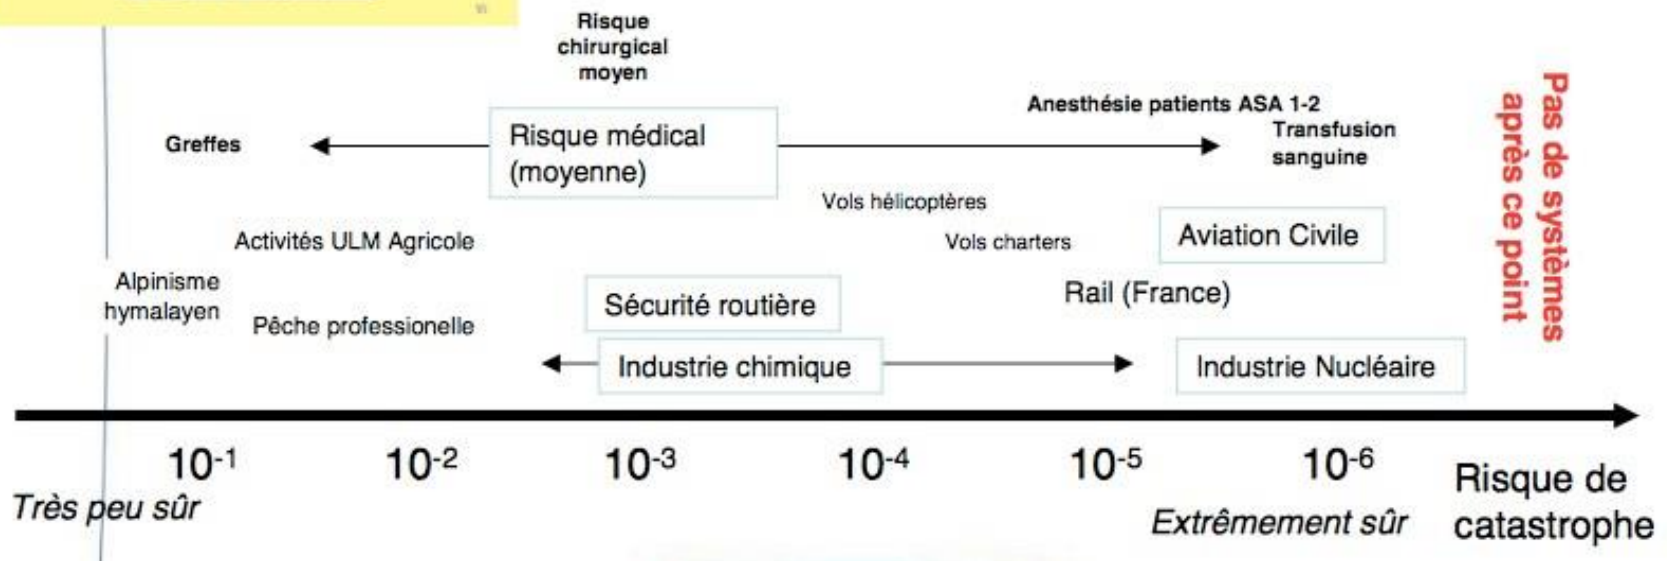 Risque
chirurgical
moyen
Anesthésie patients ASA 1-2
Transfusion
sanguine
Greffes
Risque médical
(moyenne)
Pas de systèmes
après ce point
Vols hélicoptères
Activités ULM Agricole
Vols charters
Aviation Civile
Alpinisme
hymalayen
Rail (France)
Sécurité routière
Pêche professionelle
Industrie chimique
Industrie Nucléaire
10-1 10-2 10-3 10-4 10-5 10-6
Risque de
catastrophe
Très peu sûr
Extrêmement sûr